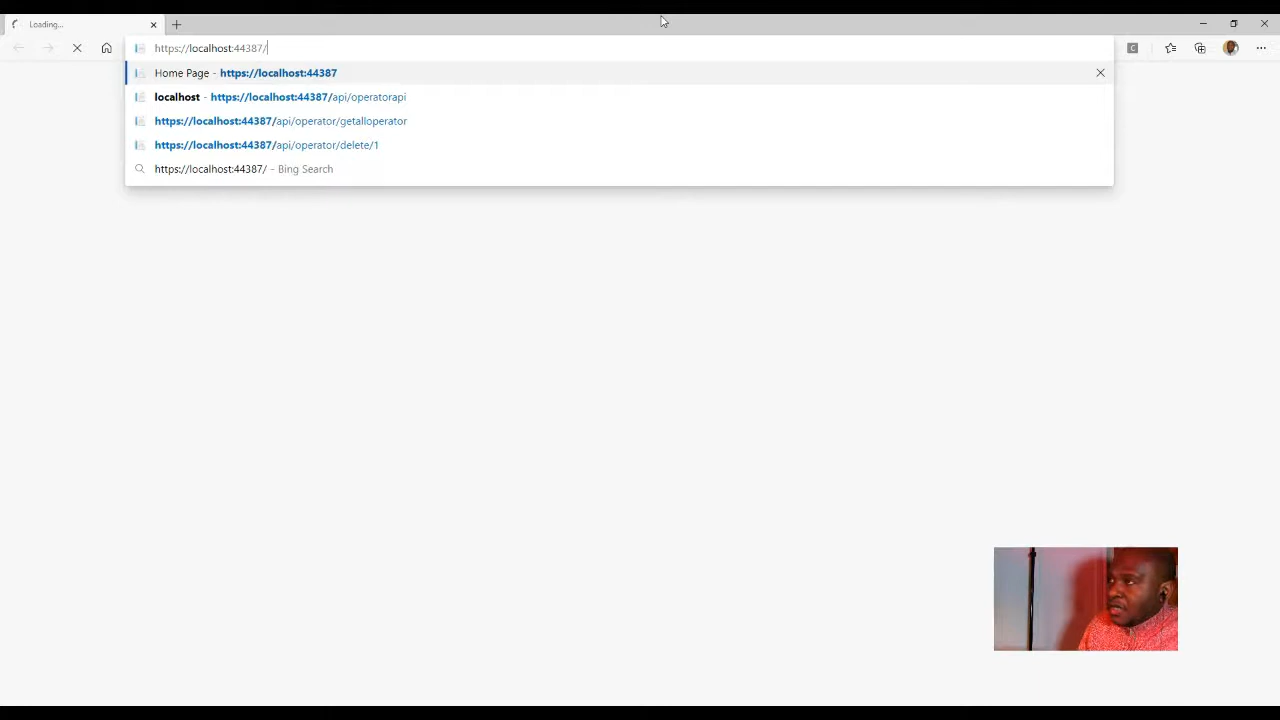 Loading...
https://localhost:44387/
C
Home Page - https://localhost:44387
localhost - https://localhost:44387/api/operatorapi
https://localhost:44387/api/operator/getalloperator
https://localhost:44387/api/operator/delete/1
https://localhost:44387/ - Bing Search